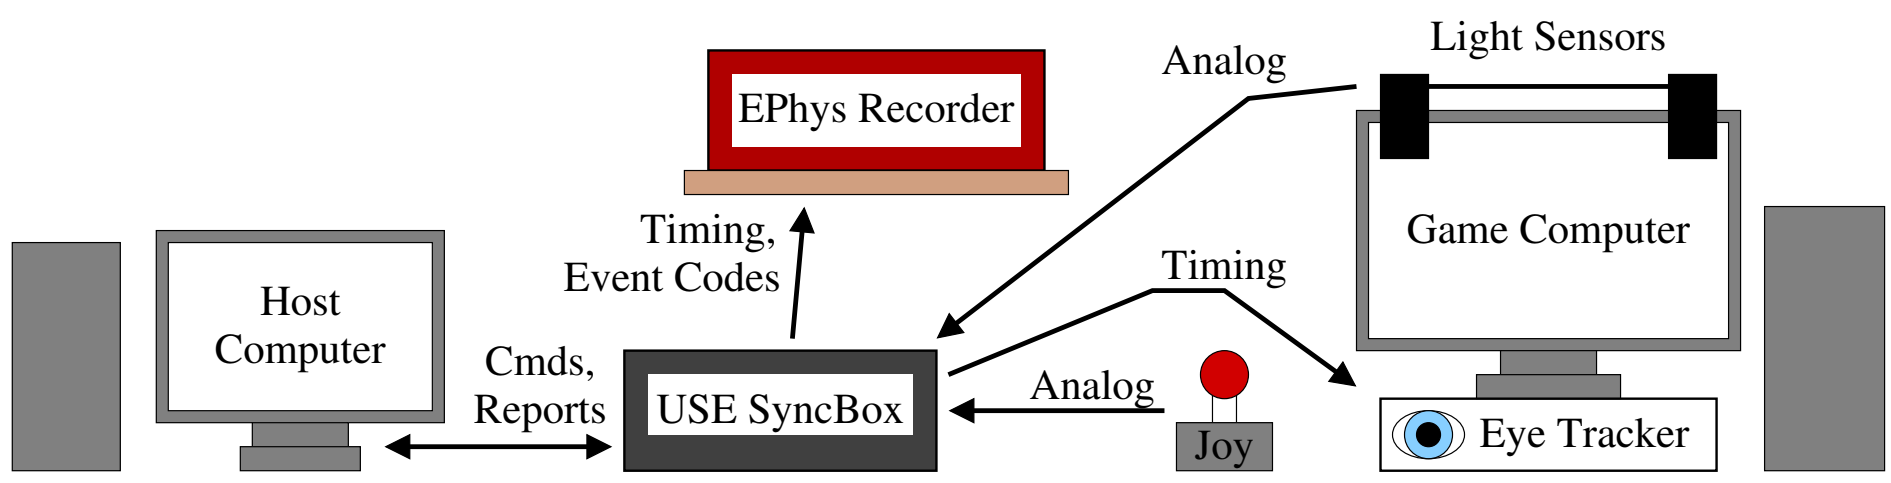 Light Sensors
Analog
EPhys Recorder
Game Computer
Timing,
Event Codes
Timing
Host
Computer
Cmds,
Reports
USE SyncBox
Analog
Joy
Eye Tracker